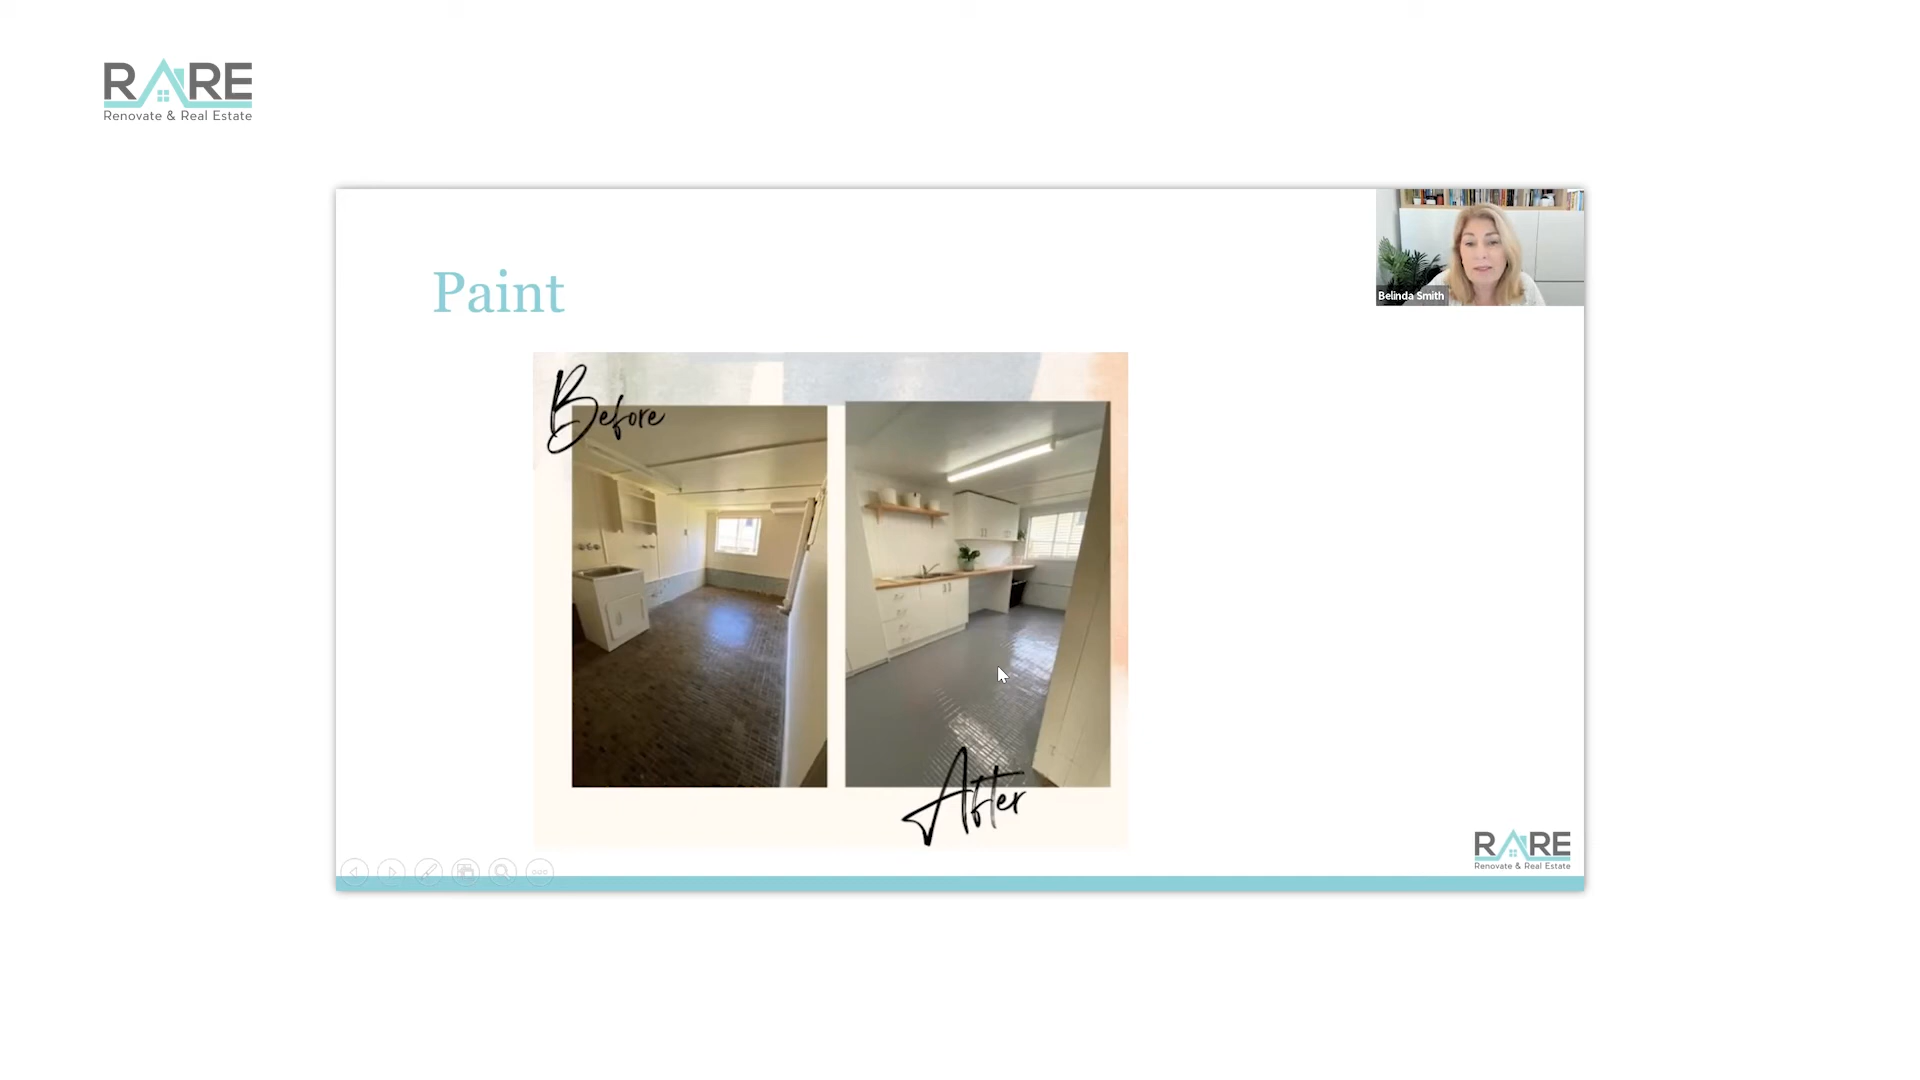 RARE
Renovate & Real Estate
Belinda Smith
Paint
Before
After
RARE
Renovate & Real Estate